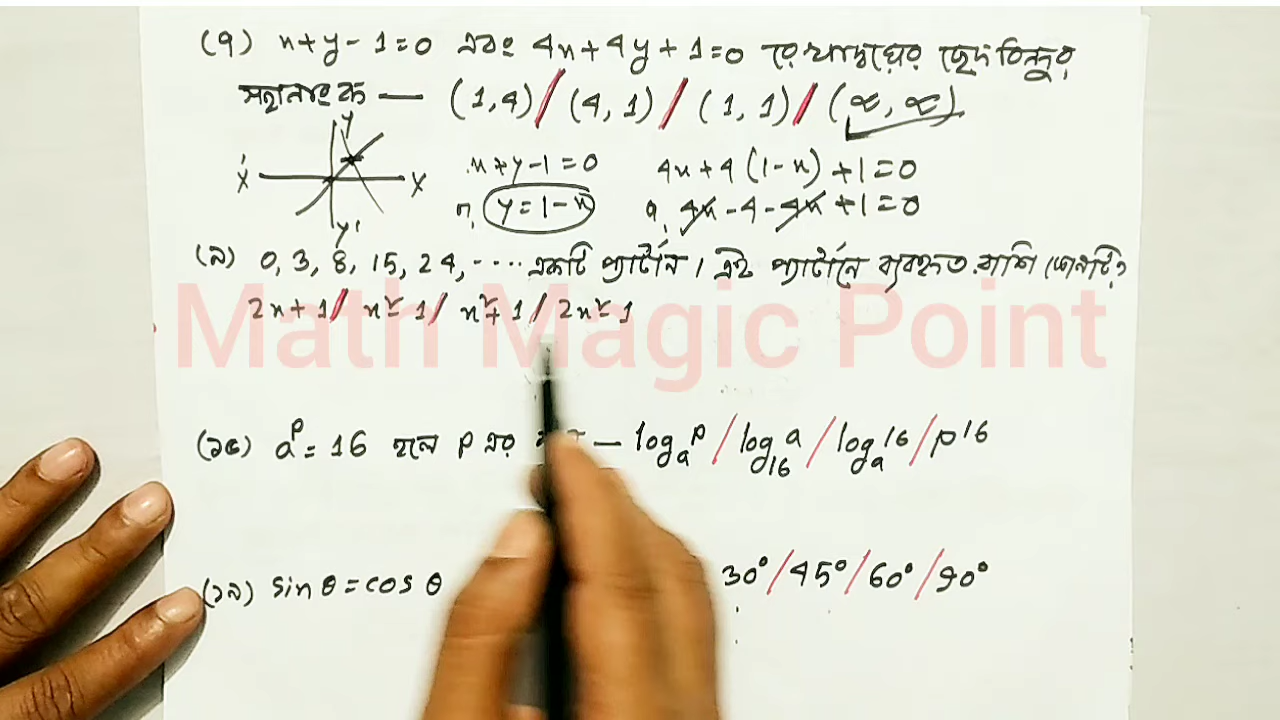 (৭) x+y-1=0 এবং 4x+4y+1=0 রেখাদ্বয়ের ছেদবিন্দুর
স্থানাংক — (1,4) / (4,1) / (1,1) / (∝, ∝)
Y
X' X
Y'
x+y-1=0 4x+4(1-x)+1=0
বা, y=1-x বা, 4x-4-4x+1=0
0, 3, 8, 15, 24, ····· একটি প্যাটার্ন। এই প্যাটার্নে ব্যবহৃত রাশি কোনটি?
2x+1 / x²-1 / x²+1 / 2x²-1
Math Magic Point
a^p = 16 হলে p এর — log_a p / log_16 a / log_a 16 / p^16
sin θ = cos θ 30° / 45° / 60° / 90°